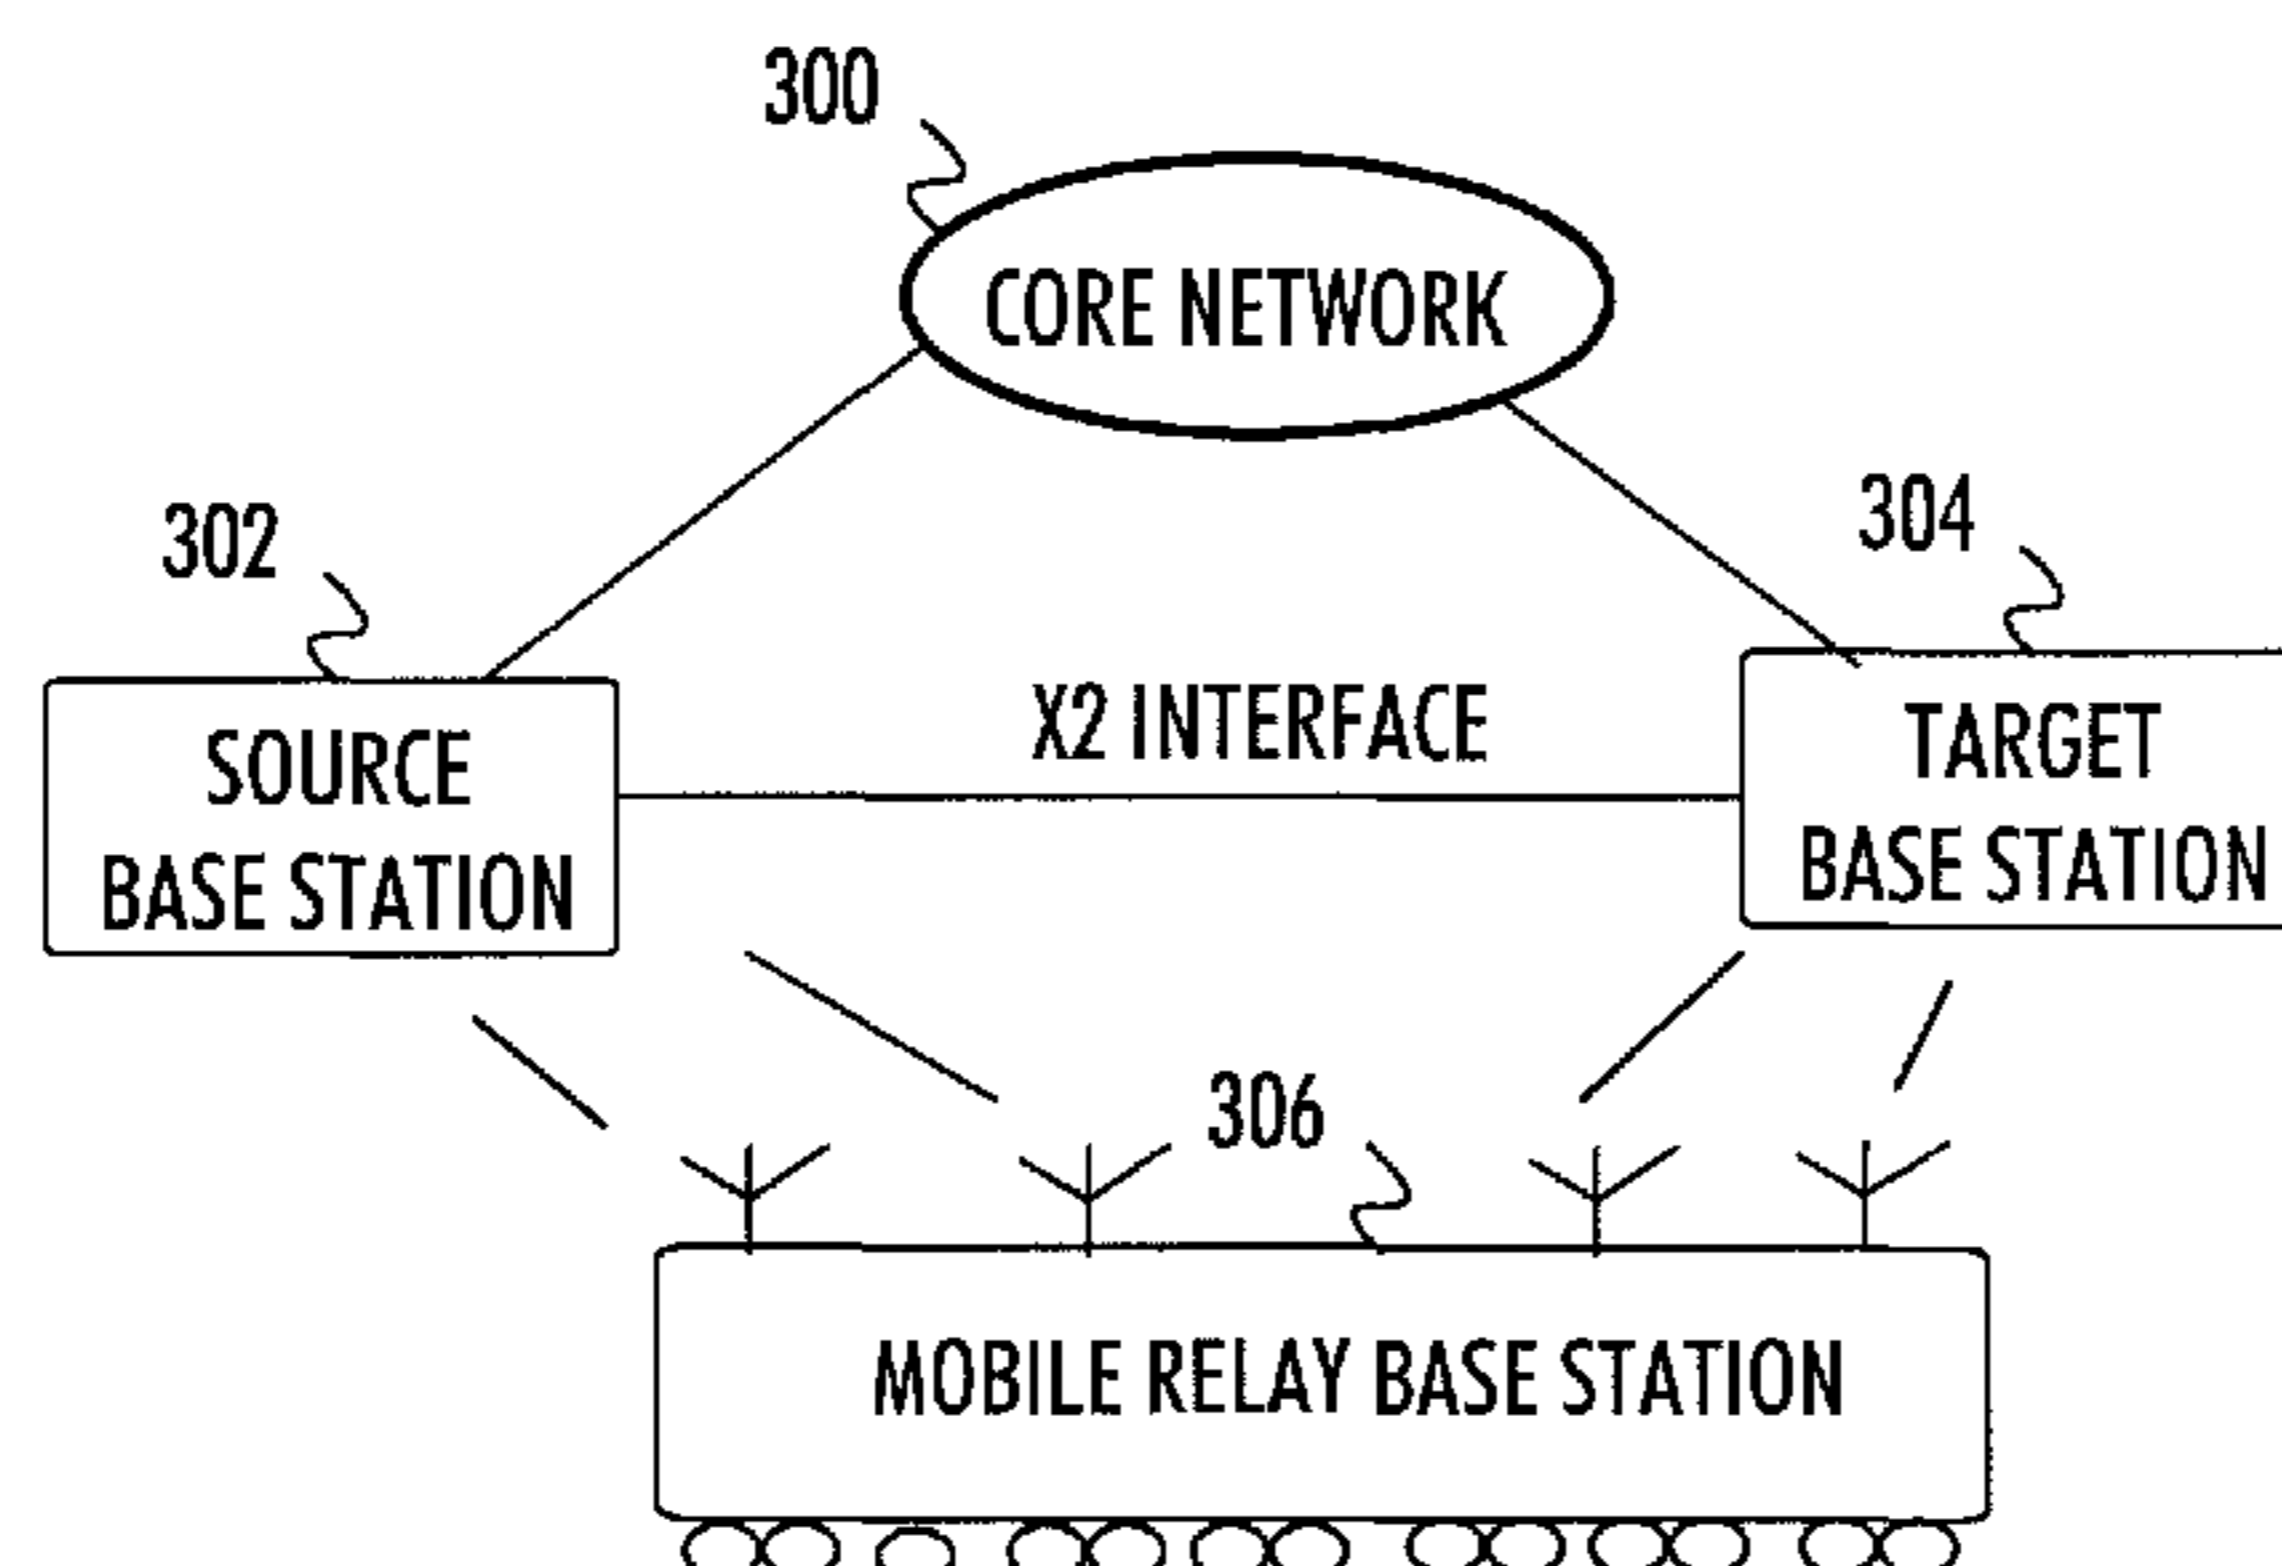 300
CORE NETWORK
302
304
SOURCE
BASE STATION
X2 INTERFACE
TARGET
BASE STATION
306
MOBILE RELAY BASE STATION